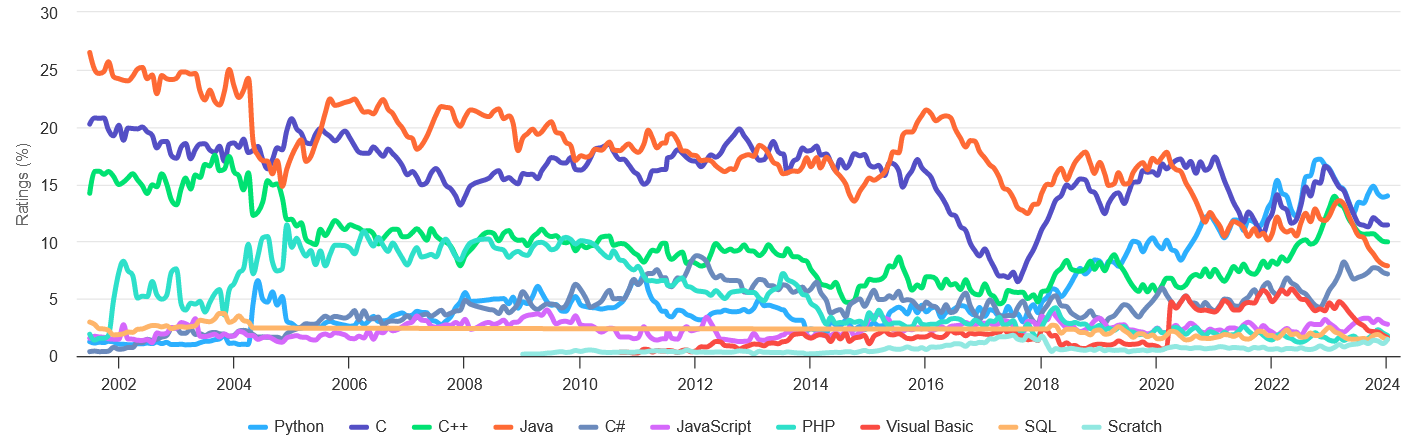 30
25
20
15
10
5
0
Ratings (%)
2002 2004 2006 2008 2010 2012 2014 2016 2018 2020 2022 2024
Python C C++ Java C# JavaScript PHP Visual Basic SQL Scratch